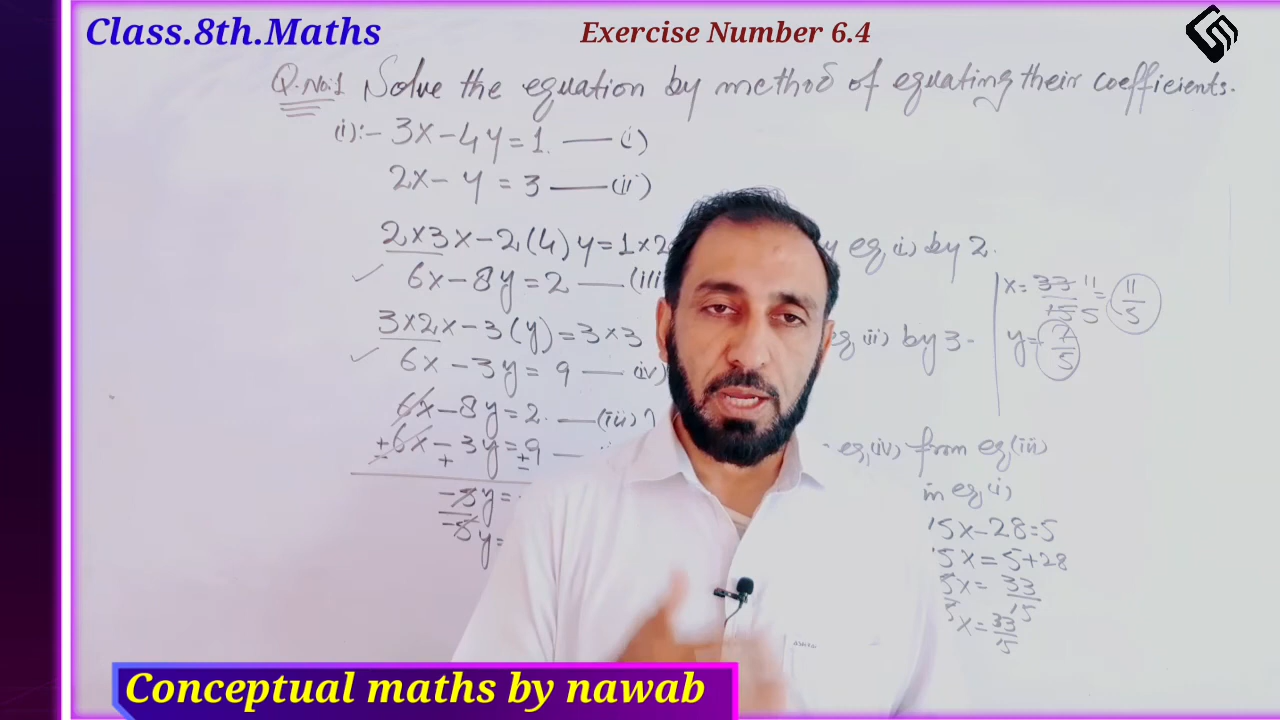 Class.8th.Maths
Exercise Number 6.4
Q.No:1 Solve the equation by method of equating their coefficients.
(i):- 3x-4y=1. —— (i)
2x- y = 3 —— (ii)
2×3x-2(4)y=1×2 eq (i) by 2.
6x-8y=2 —— (iii
3×2x-3(y)=3×3 eq (ii) by 3-
6x -3y= 9 —— (iv)
6x-8y=2. —— (iii)
±6x- 3y=9 —— eq(iv) from eq(iii)
+ ±
in eq(i)
x= 33 11 = 11
15 5 5
y= 7
5
y=
y=
15x-28=5
15x= 5+28
x= 33
15
x=33
15
Conceptual maths by nawab